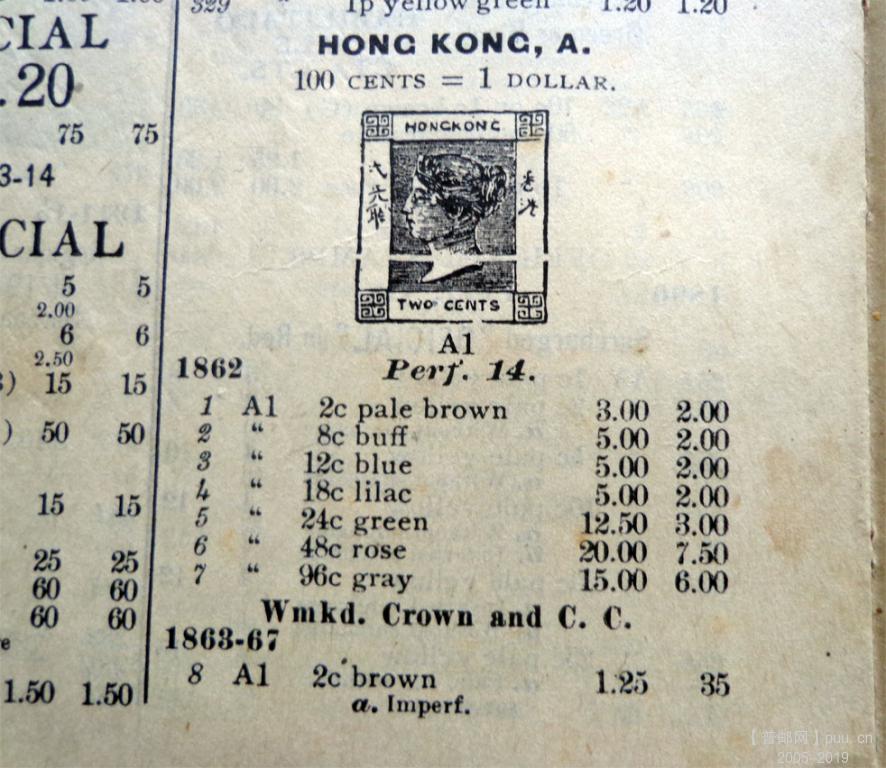 329 " 1p yellow green 1.20 1.20
CIAL
.20
75 75
3-14
CIAL
5 5
2.00
6 6
2.50
3) 15 15
) 50 50
15 15
25 25
60 60
60 60
e
1.50 1.50
HONG KONG, A.
100 CENTS = 1 DOLLAR.
HONGKONG
香港
TWO CENTS
A1
1862 Perf. 14.
1 A1 2c pale brown 3.00 2.00
2 " 8c buff 5.00 2.00
3 " 12c blue 5.00 2.00
4 " 18c lilac 5.00 2.00
5 " 24c green 12.50 3.00
6 " 48c rose 20.00 7.50
7 " 96c gray 15.00 6.00
Wmkd. Crown and C. C.
1863-67
8 A1 2c brown 1.25 35
a. Imperf.
【普邮网】puu.cn
2005-2019